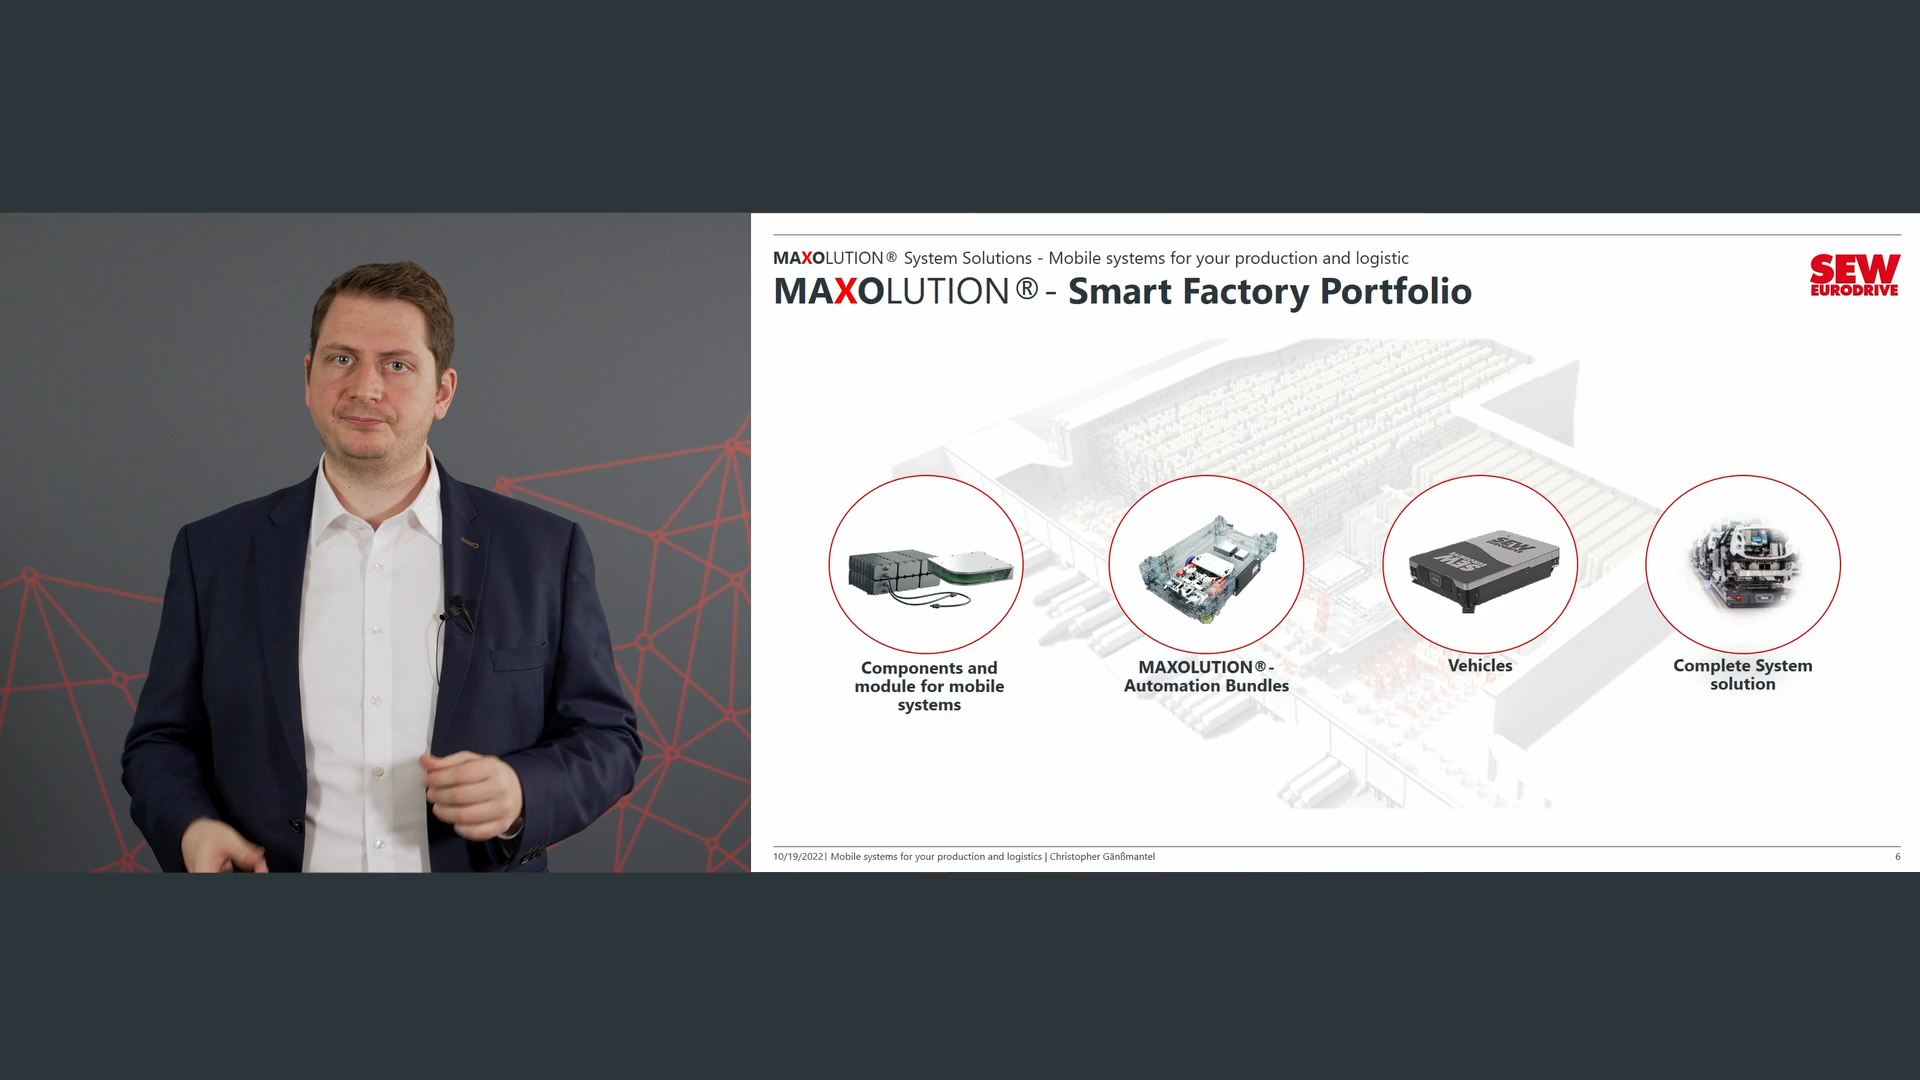 MAXOLUTION® System Solutions - Mobile systems for your production and logistic
MAXOLUTION® - Smart Factory Portfolio
SEW
EURODRIVE
SEW
SEW
Components and
module for mobile
systems
MAXOLUTION® -
Automation Bundles
Vehicles
Complete System
solution
10/19/2022| Mobile systems for your production and logistics | Christopher Gänßmantel
6